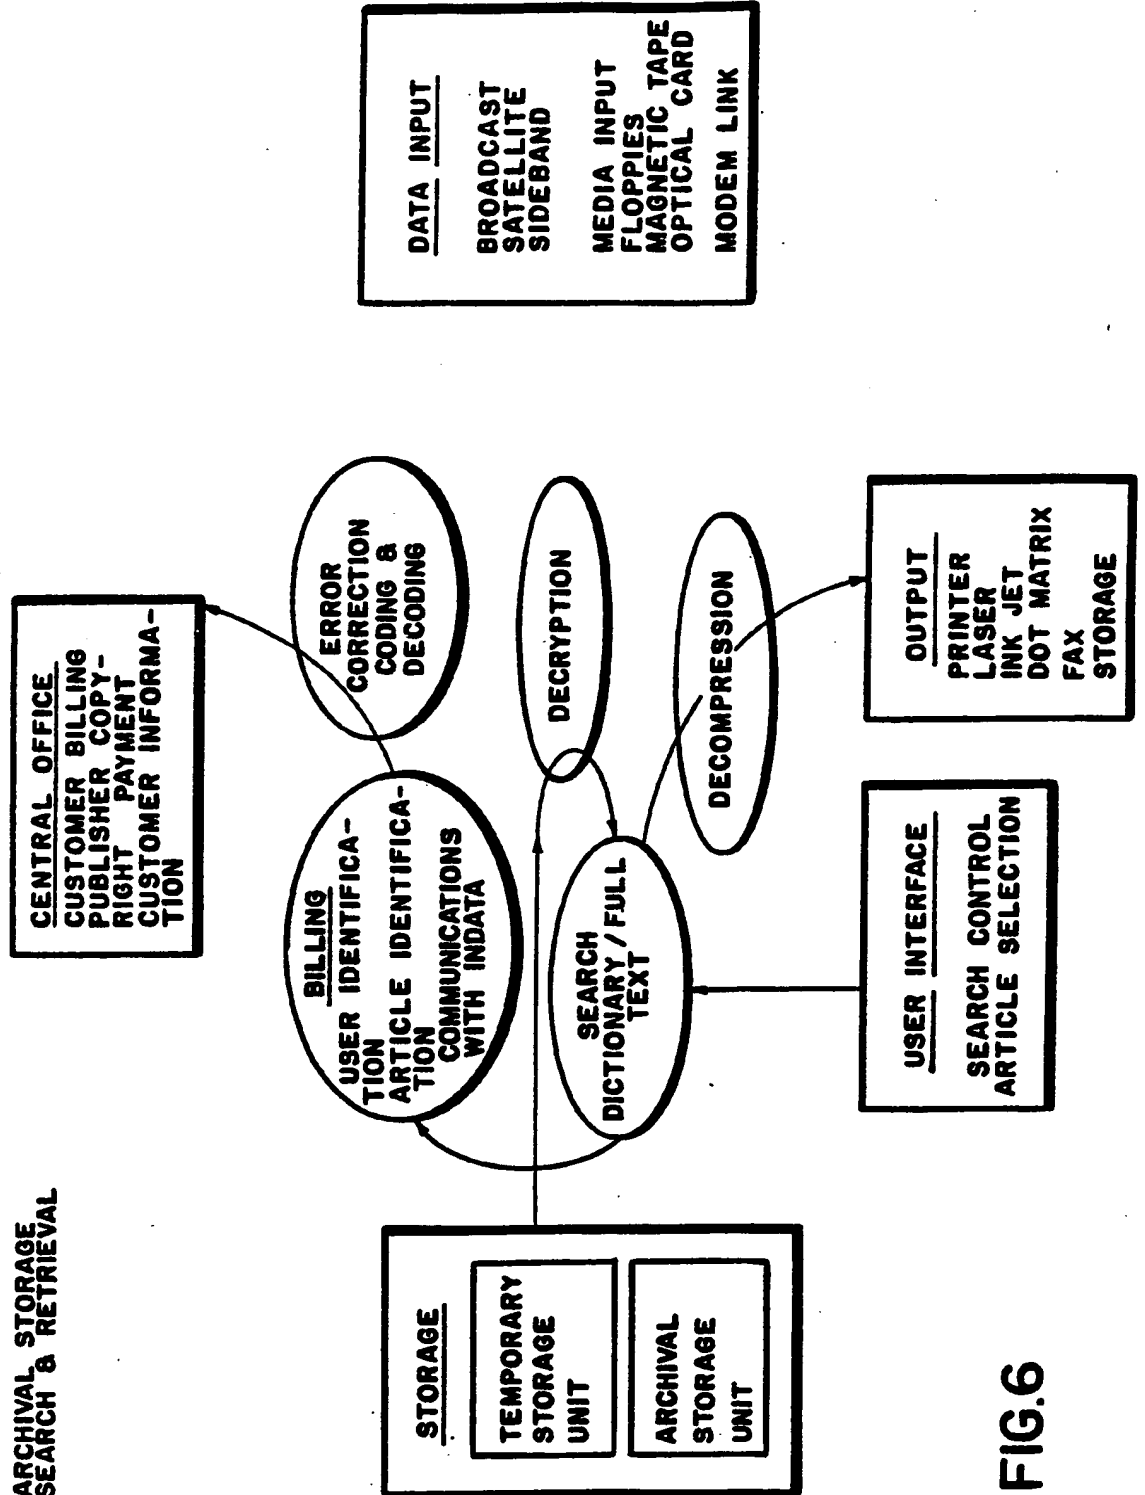 ARCHIVAL STORAGE
SEARCH & RETRIEVAL
CENTRAL OFFICE
CUSTOMER BILLING
PUBLISHER COPY-
RIGHT PAYMENT
CUSTOMER INFORMA-
TION
BILLING
USER IDENTIFICA-
TION
ARTICLE IDENTIFICA-
TION
COMMUNICATIONS
WITH INDATA
ERROR
CORRECTION
CODING &
DECODING
DATA INPUT
BROADCAST
SATELLITE
SIDEBAND
MEDIA INPUT
FLOPPIES
MAGNETIC TAPE
OPTICAL CARD
MODEM LINK
STORAGE
TEMPORARY
STORAGE
UNIT
ARCHIVAL
STORAGE
UNIT
DECRYPTION
SEARCH
DICTIONARY/FULL
TEXT
DECOMPRESSION
USER INTERFACE
SEARCH CONTROL
ARTICLE SELECTION
OUTPUT
PRINTER
LASER
INK JET
DOT MATRIX
FAX
STORAGE
FIG.6